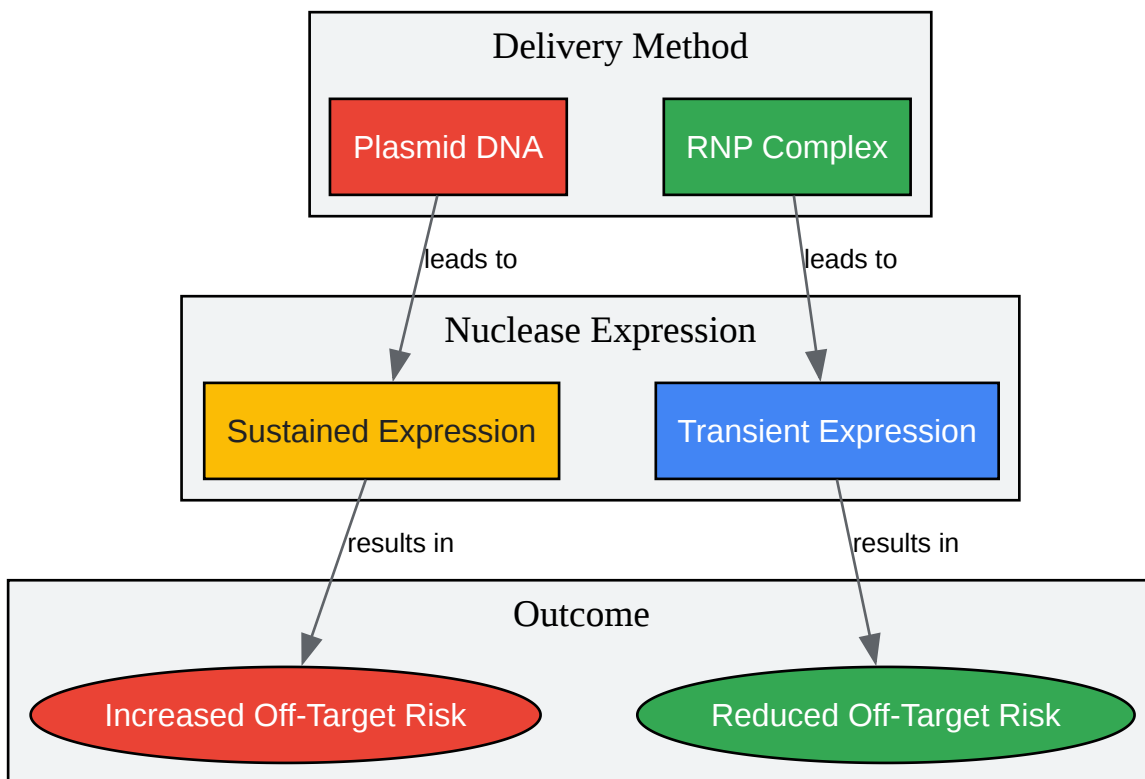 Delivery Method
Plasmid DNA
RNP Complex
leads to
leads to
Nuclease Expression
Sustained Expression
Transient Expression
results in
results in
Outcome
Increased Off-Target Risk
Reduced Off-Target Risk